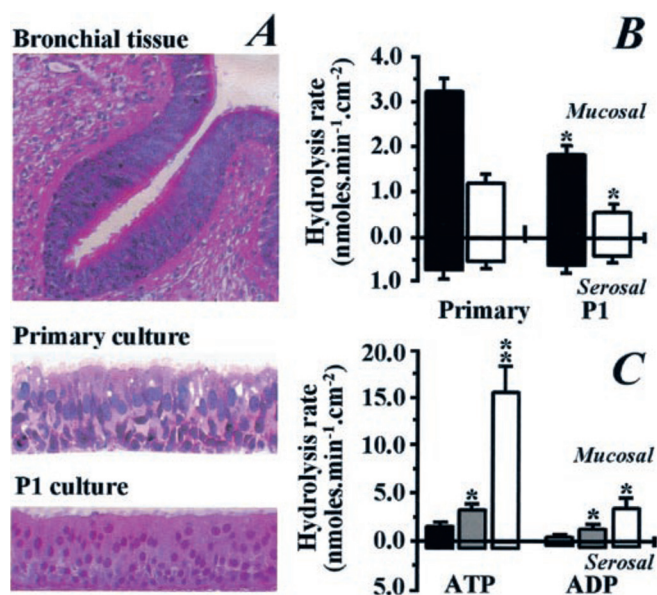 Bronchial tissue
A
Primary culture
P1 culture
B
Hydrolysis rate
(nmoles.min⁻¹.cm⁻²)
4.0
3.0
2.0
1.0
0.0
1.0
Mucosal
*
*
Serosal
Primary P1
C
Hydrolysis rate
(nmoles.min⁻¹.cm⁻²)
20.0
15.0
10.0
5.0
0.0
5.0
**
*
Mucosal
*
*
Serosal
ATP ADP